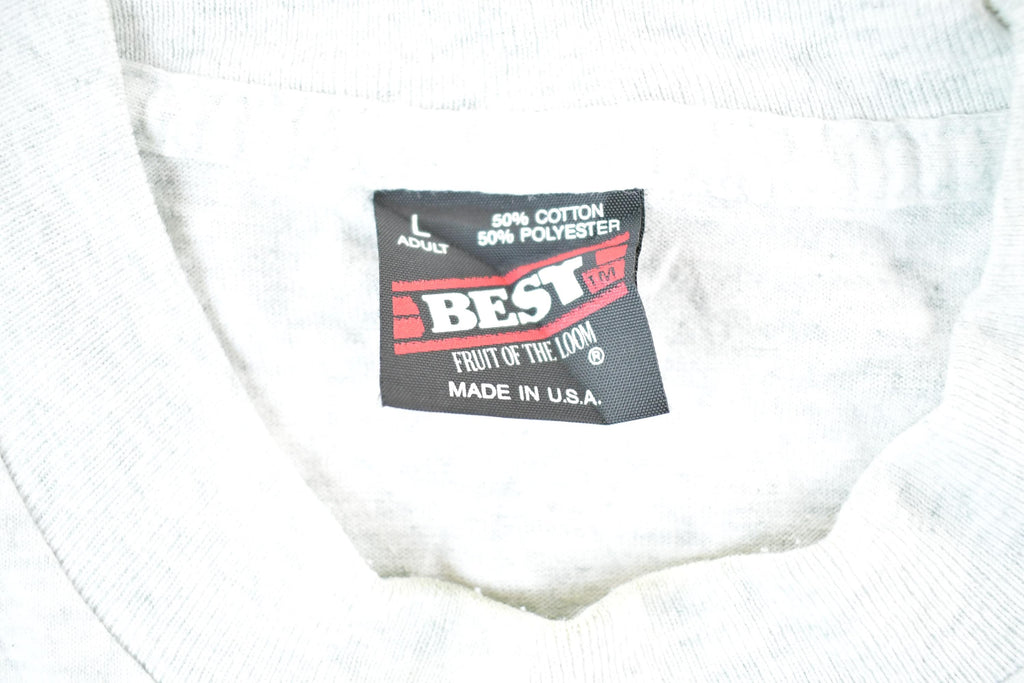 L
ADULT
50% COTTON
50% POLYESTER
BEST TM
FRUIT OF THE LOOM ®
MADE IN U.S.A.